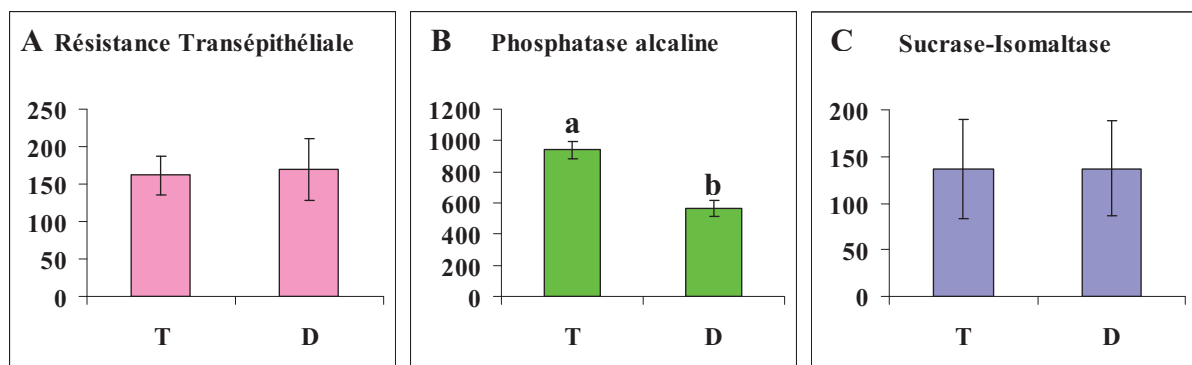 A Résistance Transépithéliale
250
200
150
100
50
0
T D
B Phosphatase alcaline
1200
1000
800
600
400
200
0
a
b
T D
C Sucrase-Isomaltase
200
150
100
50
0
T D